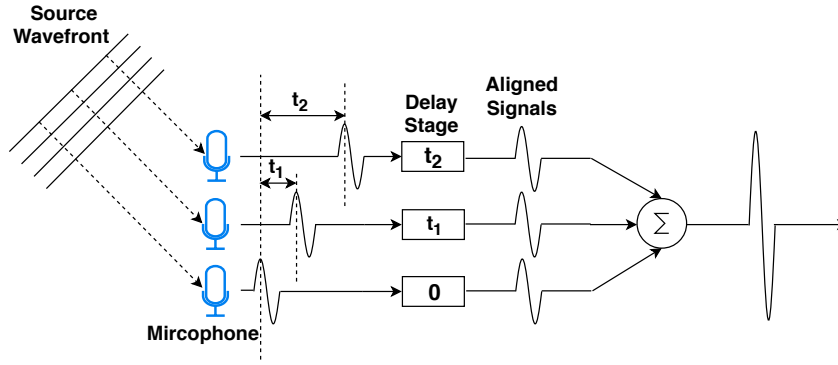 Source
Wavefront
t2
Delay
Stage
Aligned
Signals
t2
t1
t1
Σ
0
Mircophone